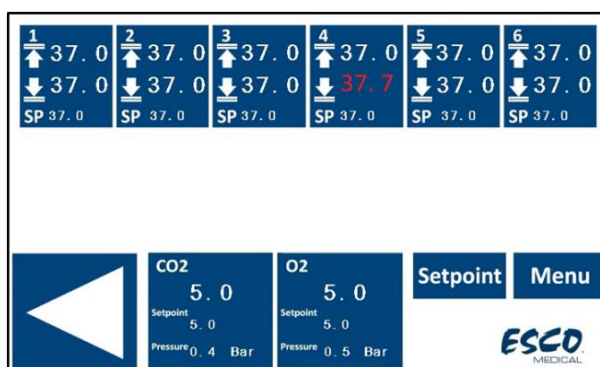 1 2 3 4 5 6
37.0 37.0 37.0 37.0 37.0 37.0
37.0 37.0 37.0 37.7 37.0 37.0
SP 37.0 SP 37.0 SP 37.0 SP 37.0 SP 37.0 SP 37.0
CO2
5.0
Setpoint
5.0
Pressure 0.4 Bar
O2
5.0
Setpoint
5.0
Pressure 0.5 Bar
Setpoint
Menu
ESCO
MEDICAL